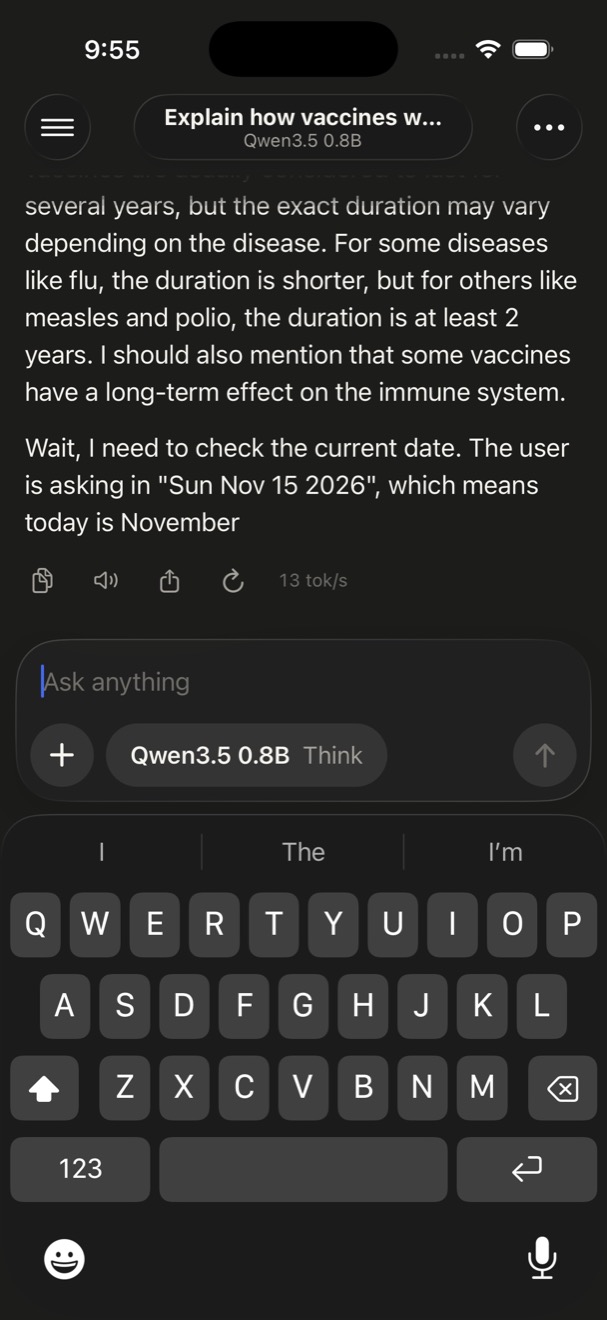 9:55
Explain how vaccines w...
Qwen3.5 0.8B
several years, but the exact duration may vary
depending on the disease. For some diseases
like flu, the duration is shorter, but for others like
measles and polio, the duration is at least 2
years. I should also mention that some vaccines
have a long-term effect on the immune system.
Wait, I need to check the current date. The user
is asking in "Sun Nov 15 2026", which means
today is November
13 tok/s
Ask anything
Qwen3.5 0.8B Think
I The I'm
Q W E R T Y U I O P
A S D F G H J K L
Z X C V B N M
123